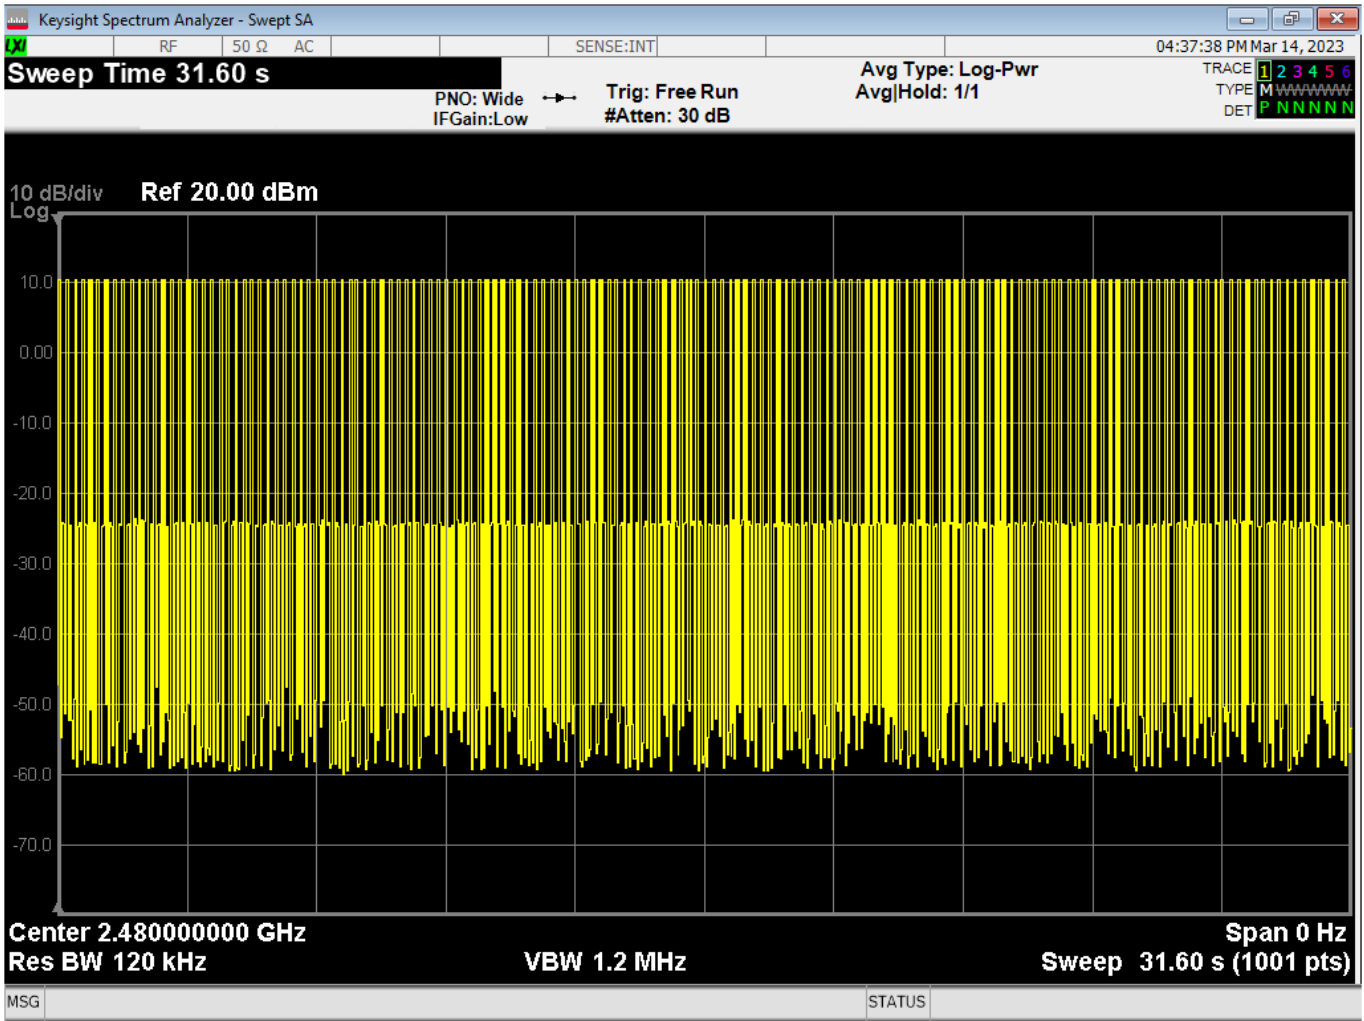 Keysight Spectrum Analyzer - Swept SA
LXI RF 50 Ω AC SENSE:INT 04:37:38 PM Mar 14, 2023
Sweep Time 31.60 s
PNO: Wide
IFGain:Low
Trig: Free Run
#Atten: 30 dB
Avg Type: Log-Pwr
Avg|Hold: 1/1
TRACE 1 2 3 4 5 6
TYPE M WWWWW
DET P N N N N N
10 dB/div Ref 20.00 dBm
Log
10.0
0.00
-10.0
-20.0
-30.0
-40.0
-50.0
-60.0
-70.0
Center 2.480000000 GHz Span 0 Hz
Res BW 120 kHz VBW 1.2 MHz Sweep 31.60 s (1001 pts)
MSG STATUS